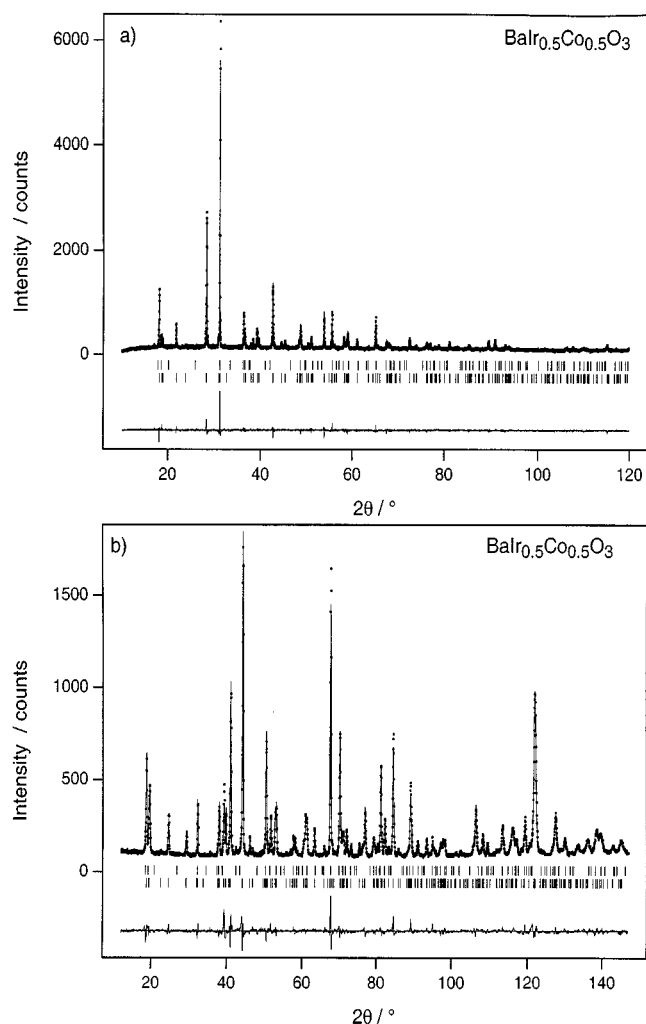 a)
BaIr0.5Co0.5O3
6000
4000
2000
0
Intensity / counts
20 40 60 80 100 120
2θ / °
b)
BaIr0.5Co0.5O3
1500
1000
500
0
Intensity / counts
20 40 60 80 100 120 140
2θ / °